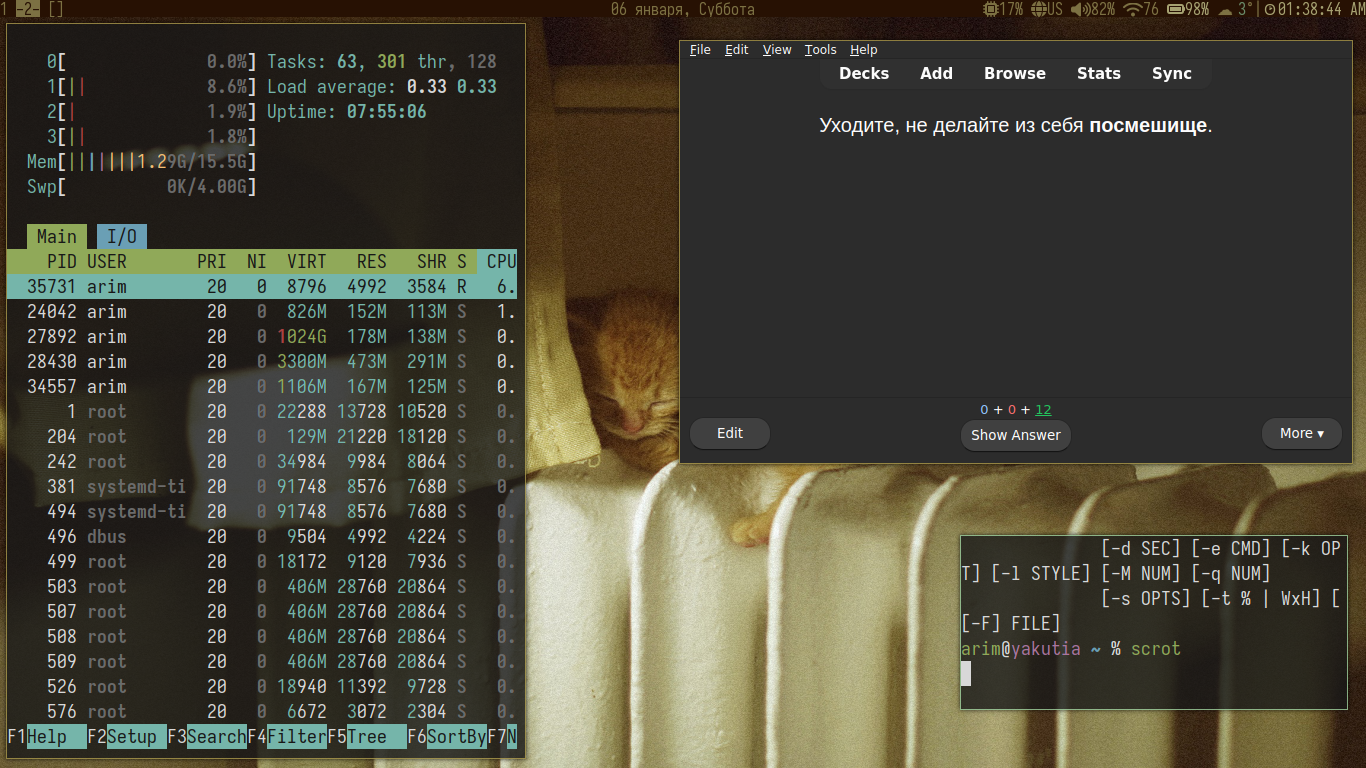 1 -2- []
06 января, Суббота
17% US 82% 76 98% 3°| 01:38:44 AM
0[ 0.0%] Tasks: 63, 301 thr, 128
1[|| 8.6%] Load average: 0.33 0.33
2[| 1.9%] Uptime: 07:55:06
3[|| 1.8%]
Mem[|||||||1.29G/15.5G]
Swp[ 0K/4.00G]
Main I/O
PID USER PRI NI VIRT RES SHR S CPU
35731 arim 20 0 8796 4992 3584 R 6.
24042 arim 20 0 826M 152M 113M S 1.
27892 arim 20 0 1024G 178M 138M S 0.
28430 arim 20 0 3300M 473M 291M S 0.
34557 arim 20 0 1106M 167M 125M S 0.
1 root 20 0 22288 13728 10520 S 0.
204 root 20 0 129M 21220 18120 S 0.
242 root 20 0 34984 9984 8064 S 0.
381 systemd-ti 20 0 91748 8576 7680 S 0.
494 systemd-ti 20 0 91748 8576 7680 S 0.
496 dbus 20 0 9504 4992 4224 S 0.
499 root 20 0 18172 9120 7936 S 0.
503 root 20 0 406M 28760 20864 S 0.
507 root 20 0 406M 28760 20864 S 0.
508 root 20 0 406M 28760 20864 S 0.
509 root 20 0 406M 28760 20864 S 0.
526 root 20 0 18940 11392 9728 S 0.
576 root 20 0 6672 3072 2304 S 0.
F1Help F2Setup F3SearchF4FilterF5Tree F6SortByF7N
File Edit View Tools Help
Decks Add Browse Stats Sync
Уходите, не делайте из себя посмешище.
0 + 0 + 12
Edit Show Answer More ▾
[-d SEC] [-e CMD] [-k OP
T] [-l STYLE] [-M NUM] [-q NUM]
[-s OPTS] [-t % | WxH] [
[-F] FILE]
arim@yakutia ~ % scrot